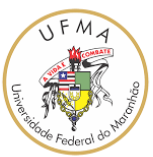 UFMA
A VIDA É COMBATE
Universidade Federal do Maranhão